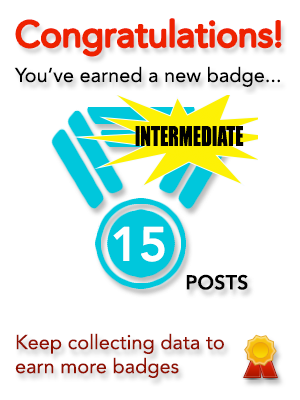 Congratulations!
You've earned a new badge...
INTERMEDIATE
15
POSTS
Keep collecting data to
earn more badges